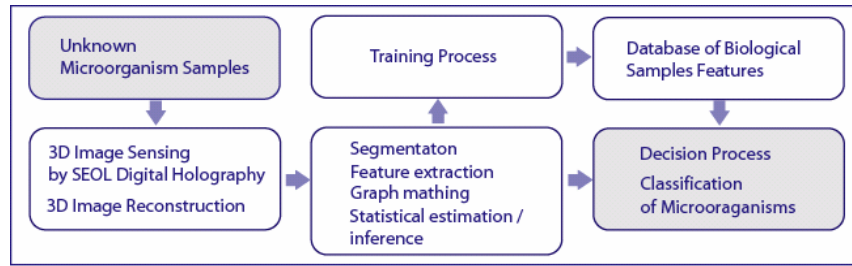 Unknown
Microorganism Samples
Training Process
Database of Biological
Samples Features
3D Image Sensing
by SEOL Digital Holography
3D Image Reconstruction
Segmentaton
Feature extraction
Graph mathing
Statistical estimation /
inference
Decision Process
Classification
of Microoraganisms